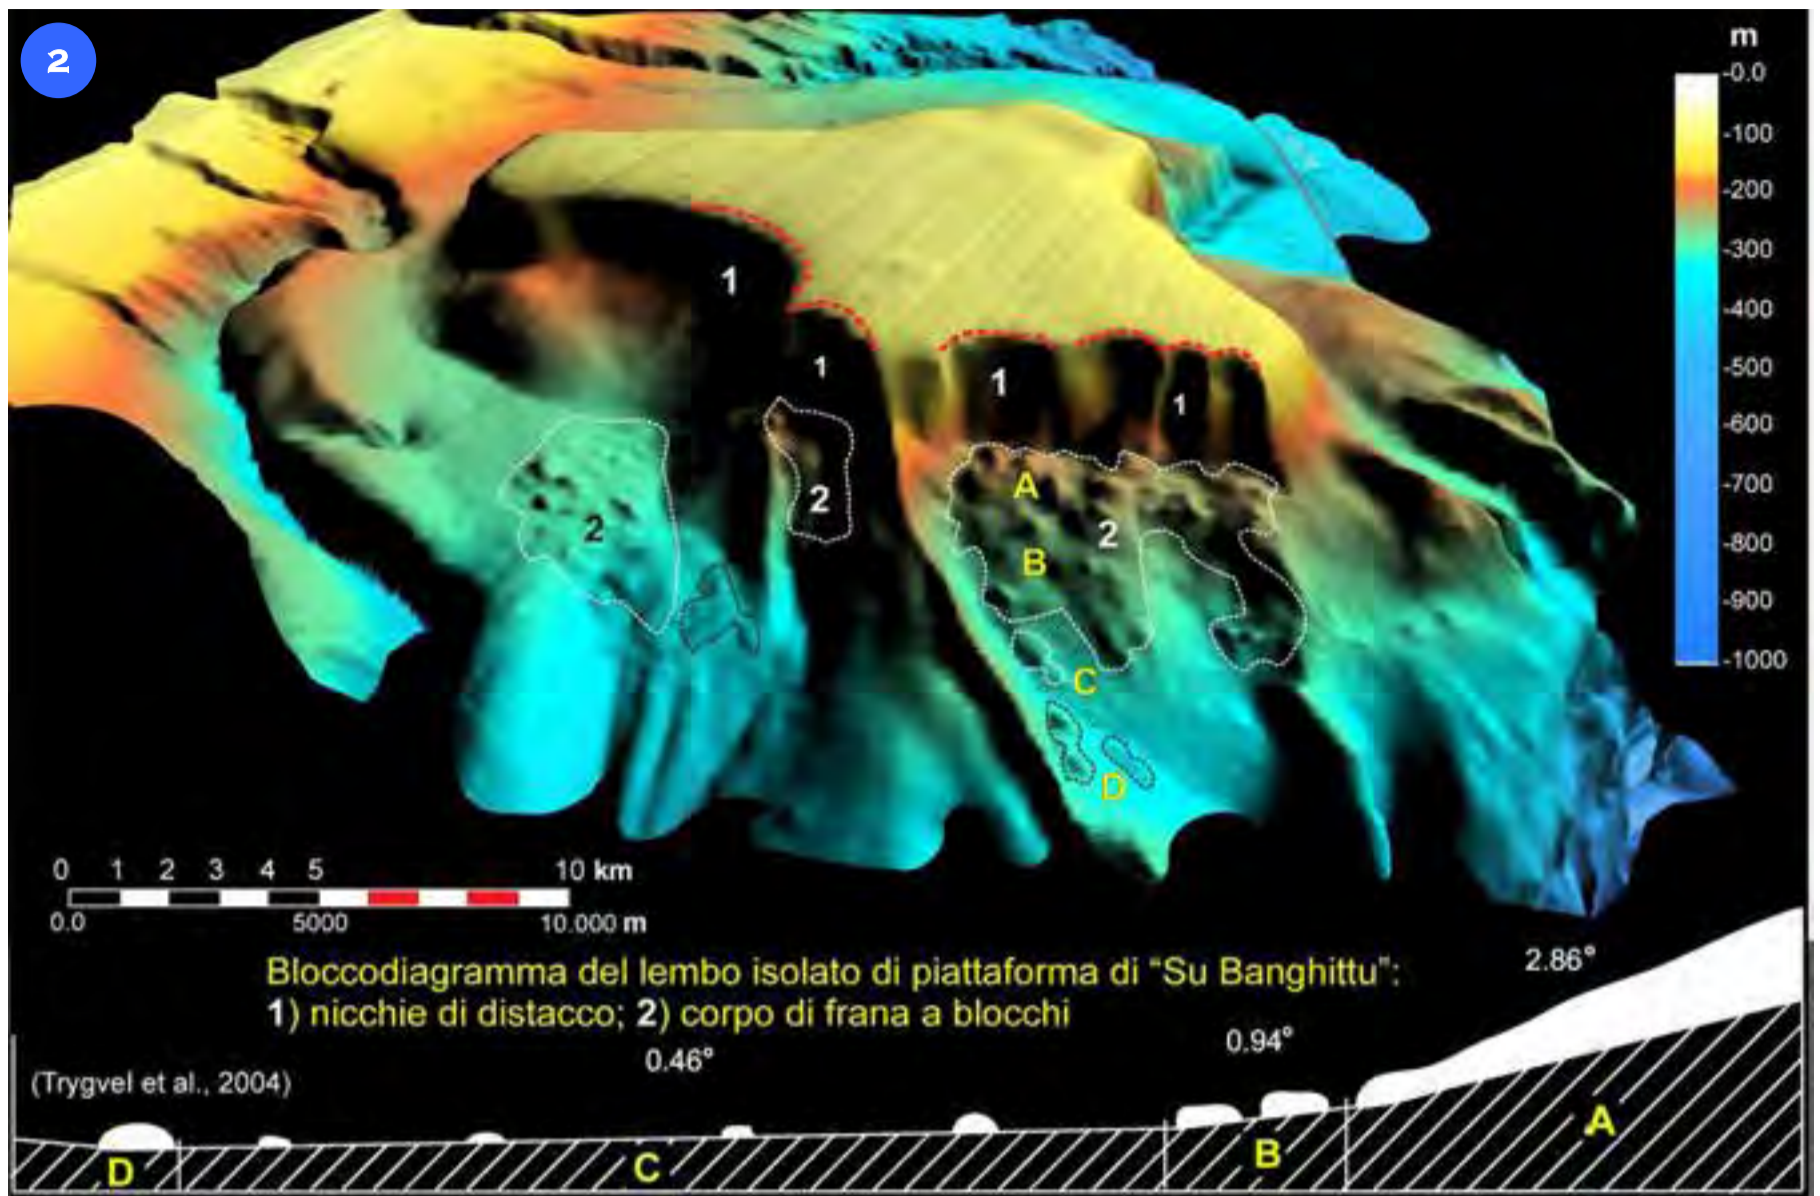 2
m
-0.0
-100
-200
-300
-400
-500
-600
-700
-800
-900
-1000
1
1
1
1
2
2
A
2
B
C
D
0 1 2 3 4 5 10 km
0.0 5000 10.000 m
Bloccodiagramma del lembo isolato di piattaforma di “Su Banghittu”:
1) nicchie di distacco; 2) corpo di frana a blocchi
2.86°
0.94°
0.46°
(Trygvel et al., 2004)
D C B A